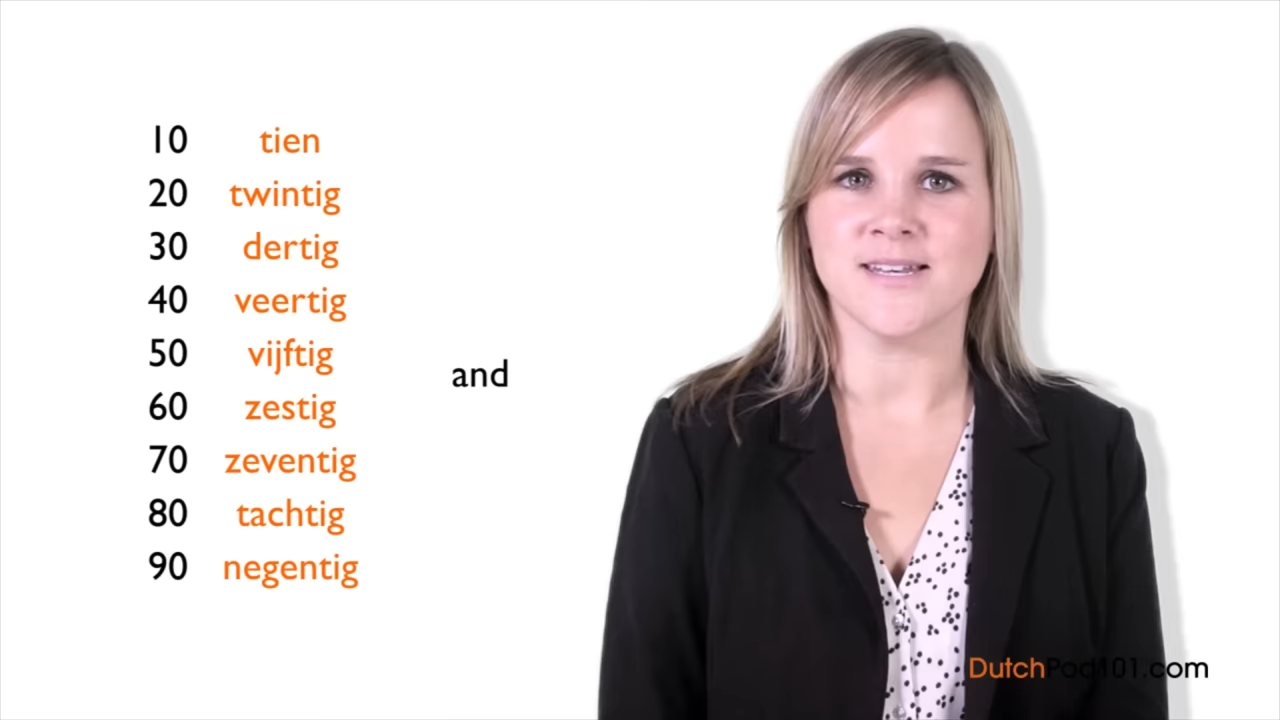 10 tien
20 twintig
30 dertig
40 veertig
50 vijftig
60 zestig
70 zeventig
80 tachtig
90 negentig
and
DutchPod101.com